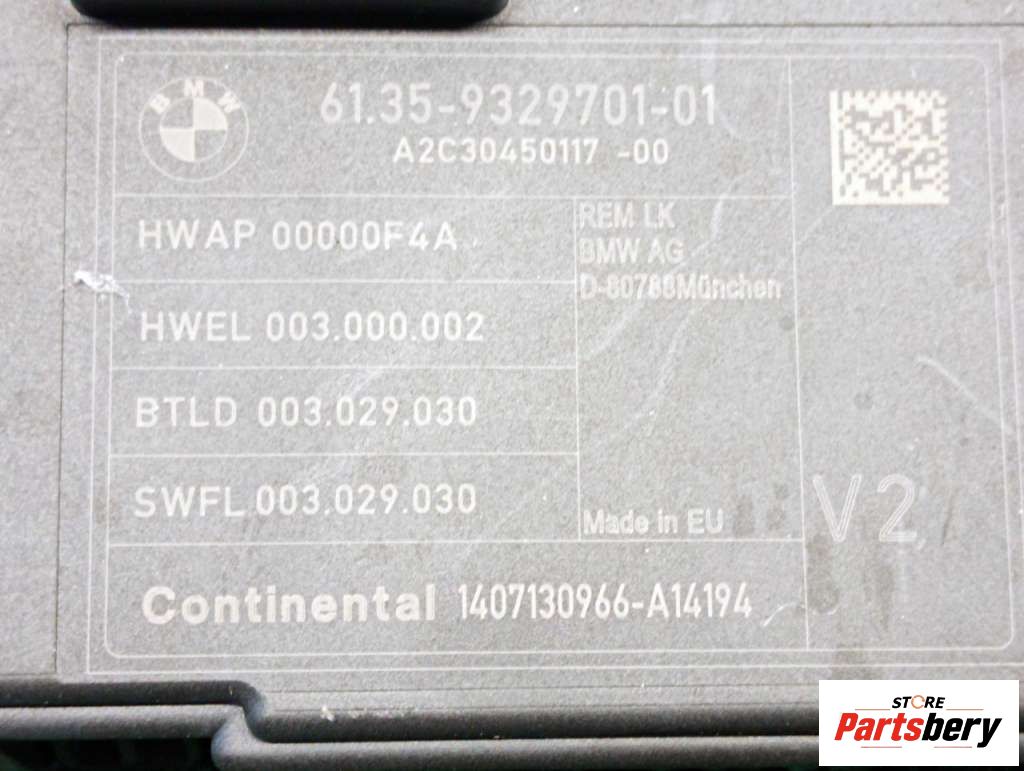 BMW
61.35-9329701-01
A2C30450117 -00
HWAP 00000F4A
REM LK
BMW AG
D-80788München
HWEL 003.000.002
BTLD 003.029.030
SWFL 003.029.030
Made in EU
V2
Continental 1407130966-A14194
STORE
Partsbery